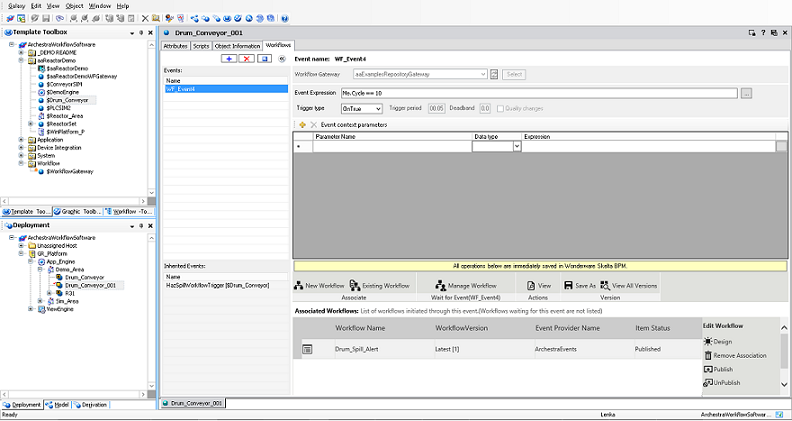 Galaxy Edit View Object Window Help
Template Toolbox
ArchestraWorkflowSoftware
_DEMO README
aaReactorDemo
$aaReactorDemo
$aaReactorDemoWFGateway
ConveyorSIM
$DemoEngine
$Drum_Conveyor
$PLCSIM2
$Reactor_Area
$ReactorSet
$WinPlatform_P
Application
Device Integration
System
Workflow
$WorkflowGateway
Template Too... Graphic Toolb... Workflow -To...
Deployment
ArchestraWorkflowSoftware
Unassigned Host
GR_Platform
App_Engine
Demo_Area
Drum_Conveyor
Drum_Conveyor_001
R31
Sim_Area
ViewEngine
Deployment Model Derivation
Ready
Drum_Conveyor_001
Attributes Scripts Object Information Workflows
Events:
Name
WF_Event4
Inherited Events:
Name
HazSpillWorkflowTrigger [$Drum_Conveyor]
Event name: WF_Event4
Workflow Gateway aaExamplesRepositoryGateway Select
Event Expression Me.Cycle == 10 ...
Trigger type OnTrue Trigger period 00:05 Deadband 0.0 Quality changes
Event context parameters
Parameter Name Data type Expression
All operations below are immediately saved in Wonderware Skelta BPM.
New Workflow Existing Workflow Manage Workflow View Save As View All Versions
Associate Wait for Event(WF_Event4) Actions Version
Associated Workflows: List of workflows initiated through this event.(Workflows waiting for this event are not listed)
Workflow Name WorkflowVersion Event Provider Name Item Status
Drum_Spill_Alert Latest [1] ArchestraEvents Published
Edit Workflow
Design
Remove Association
Publish
UnPublish
Drum_Conveyor_001
Lenka ArchestraWorkflowSoftwar...